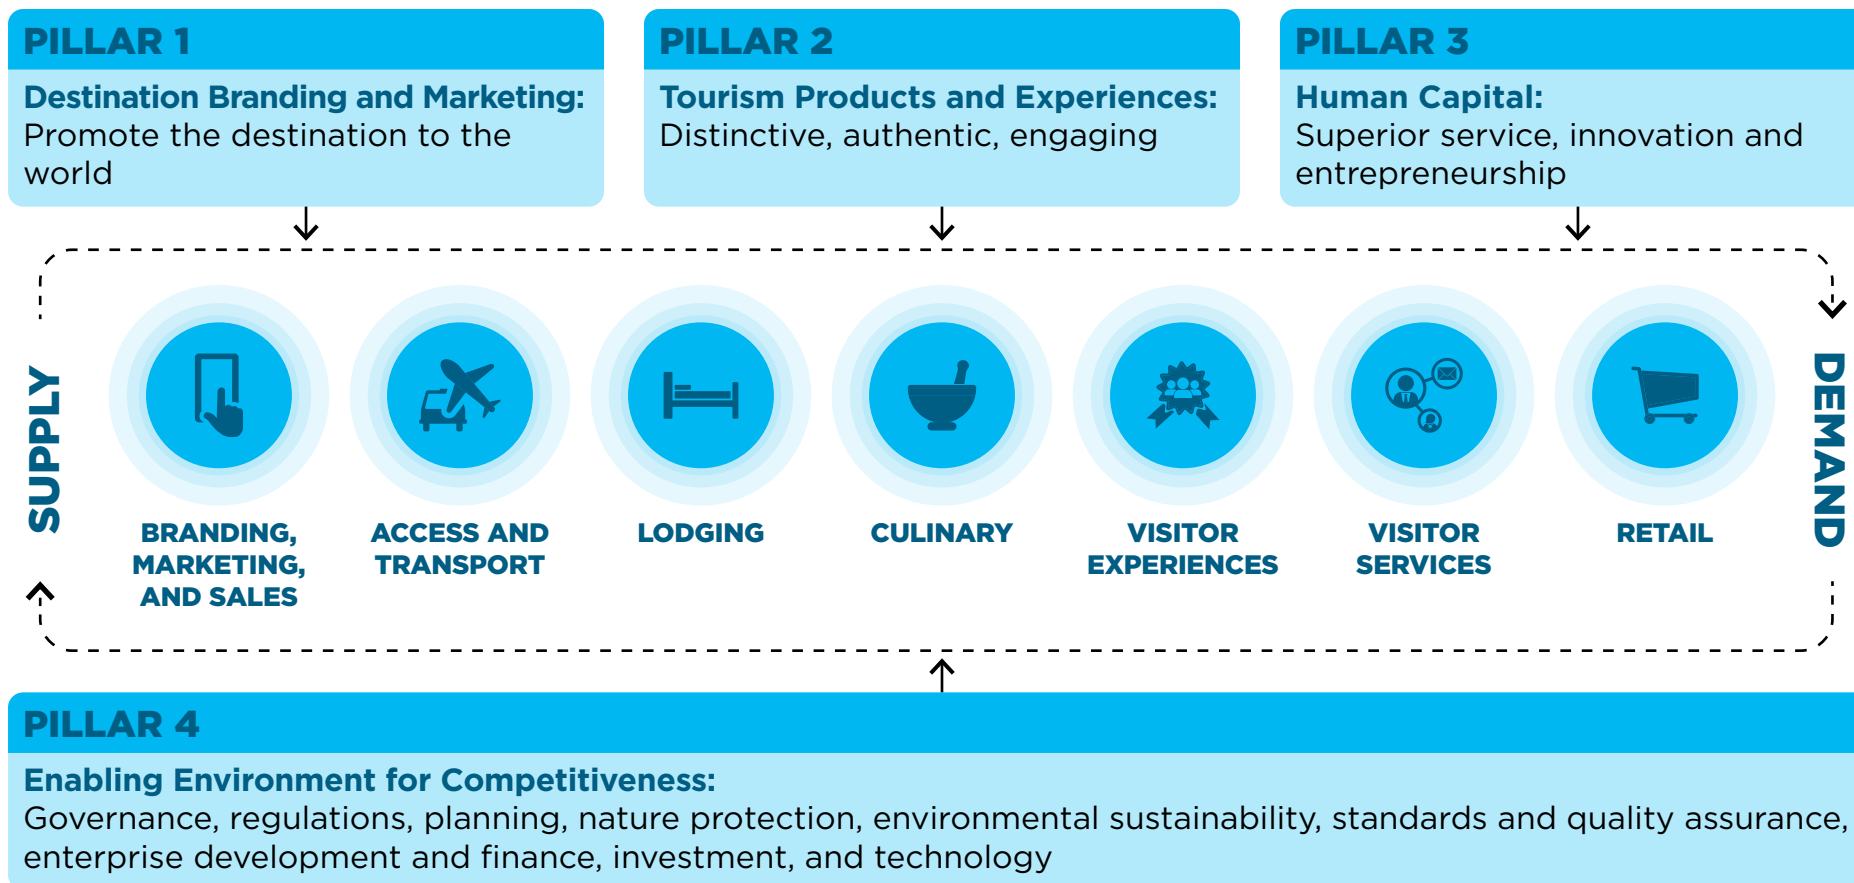 PILLAR 1
Destination Branding and Marketing:
Promote the destination to the
world
PILLAR 2
Tourism Products and Experiences:
Distinctive, authentic, engaging
PILLAR 3
Human Capital:
Superior service, innovation and
entrepreneurship
SUPPLY
BRANDING,
MARKETING,
AND SALES
ACCESS AND
TRANSPORT
LODGING
CULINARY
VISITOR
EXPERIENCES
VISITOR
SERVICES
RETAIL
DEMAND
PILLAR 4
Enabling Environment for Competitiveness:
Governance, regulations, planning, nature protection, environmental sustainability, standards and quality assurance,
enterprise development and finance, investment, and technology